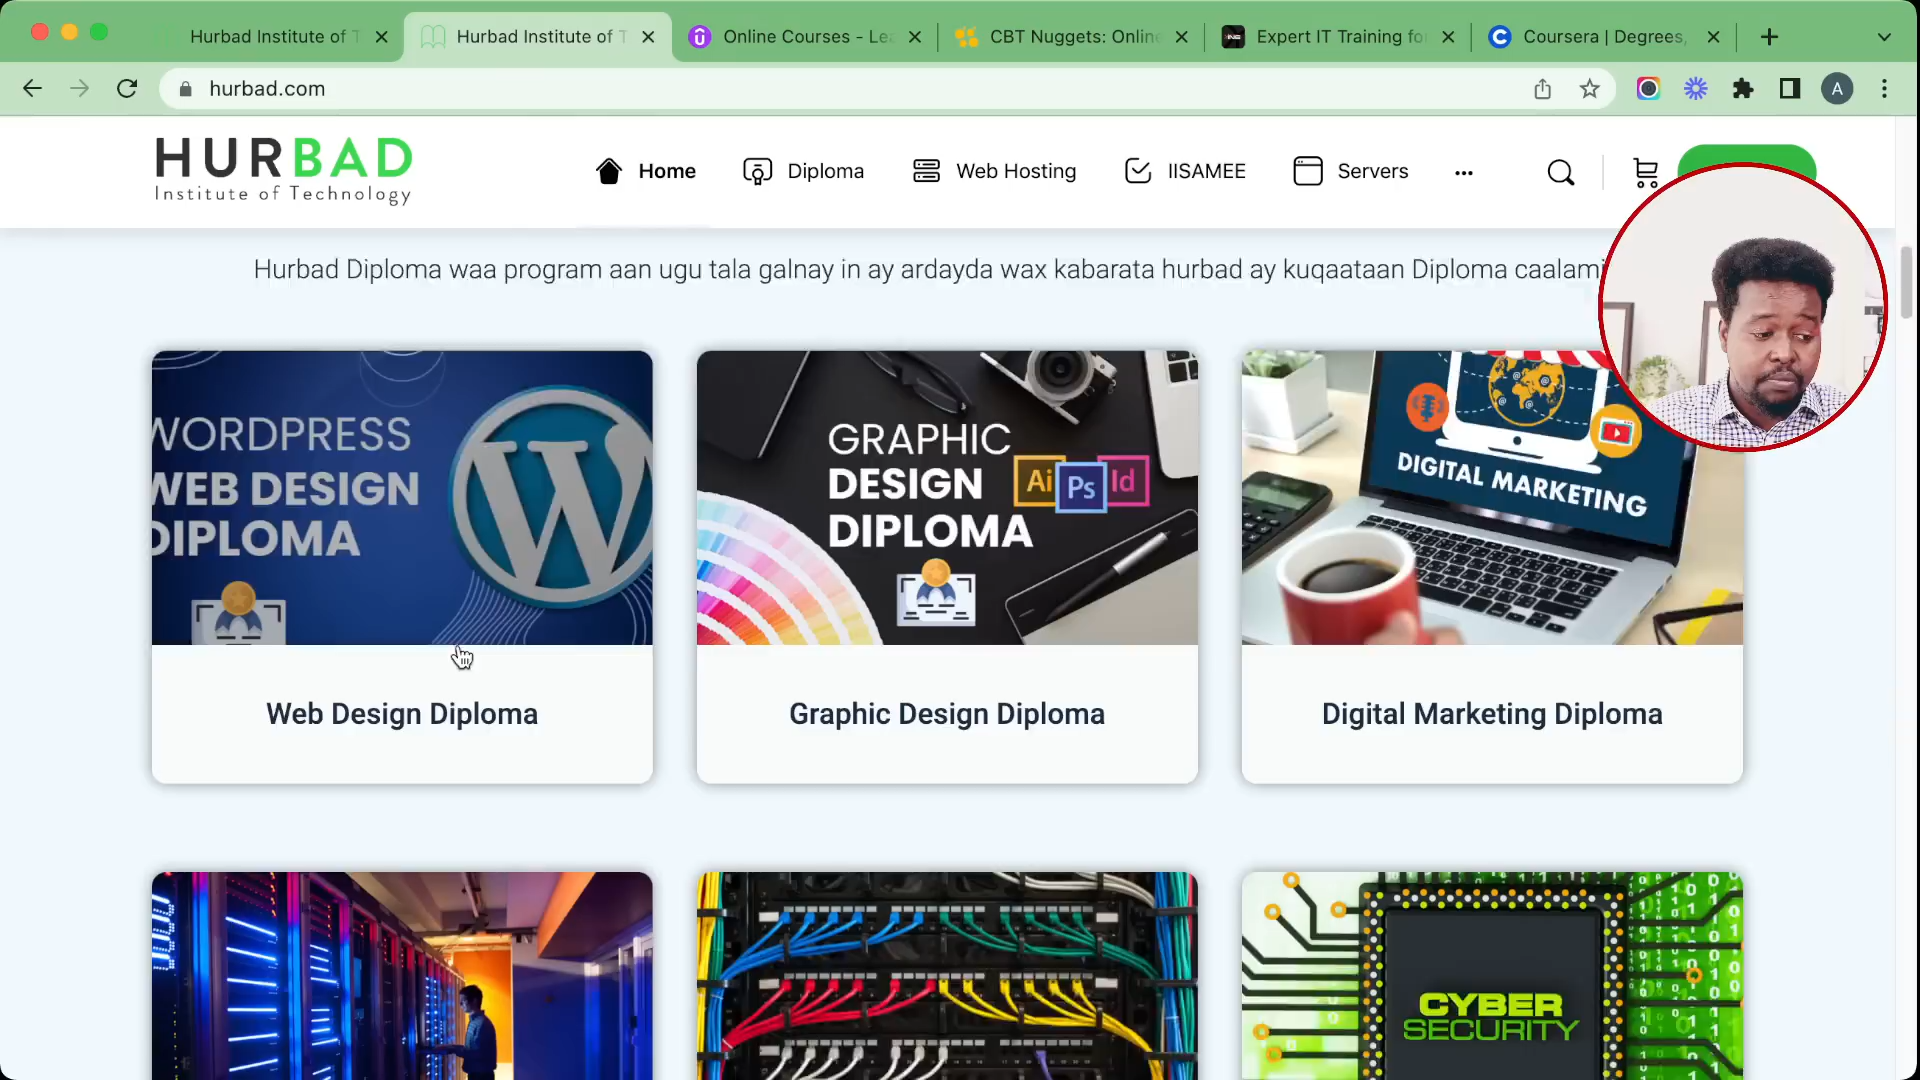 Hurbad Institute of T
Hurbad Institute of T
Online Courses - Lea
CBT Nuggets: Online
Expert IT Training fo
Coursera | Degrees,
hurbad.com
A
HURBAD
Institute of Technology
Home
Diploma
Web Hosting
IISAMEE
Servers
Hurbad Diploma waa program aan ugu tala galnay in ay ardayda wax kabarata hurbad ay kuqaataan Diploma caalami
WORDPRESS
WEB DESIGN
DIPLOMA
W
GRAPHIC
DESIGN
DIPLOMA
Ai
Ps
Id
DIGITAL MARKETING
Web Design Diploma
Graphic Design Diploma
Digital Marketing Diploma
CYBER
SECURITY